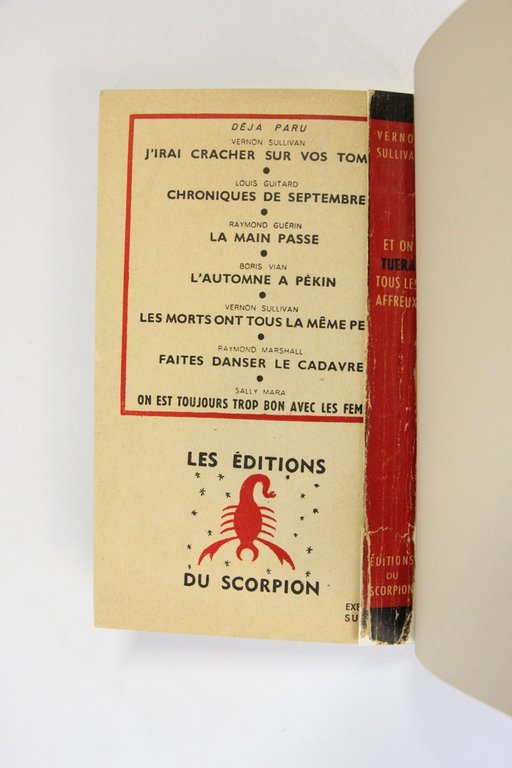 DÉJA PARU
VERNON SULLIVAN
J'IRAI CRACHER SUR VOS TOM
LOUIS GUITARD
CHRONIQUES DE SEPTEMBRE
RAYMOND GUÉRIN
LA MAIN PASSE
BORIS VIAN
L'AUTOMNE A PÉKIN
VERNON SULLIVAN
LES MORTS ONT TOUS LA MÊME PE
RAYMOND MARSHALL
FAITES DANSER LE CADAVRE
SALLY MARA
ON EST TOUJOURS TROP BON AVEC LES FEM
LES ÉDITIONS
DU SCORPION
EXE
SU
VERNO
SULLIVA
ET ON
TUERA
TOUS LES
AFFREUX
ÉDITIONS
DU
SCORPION